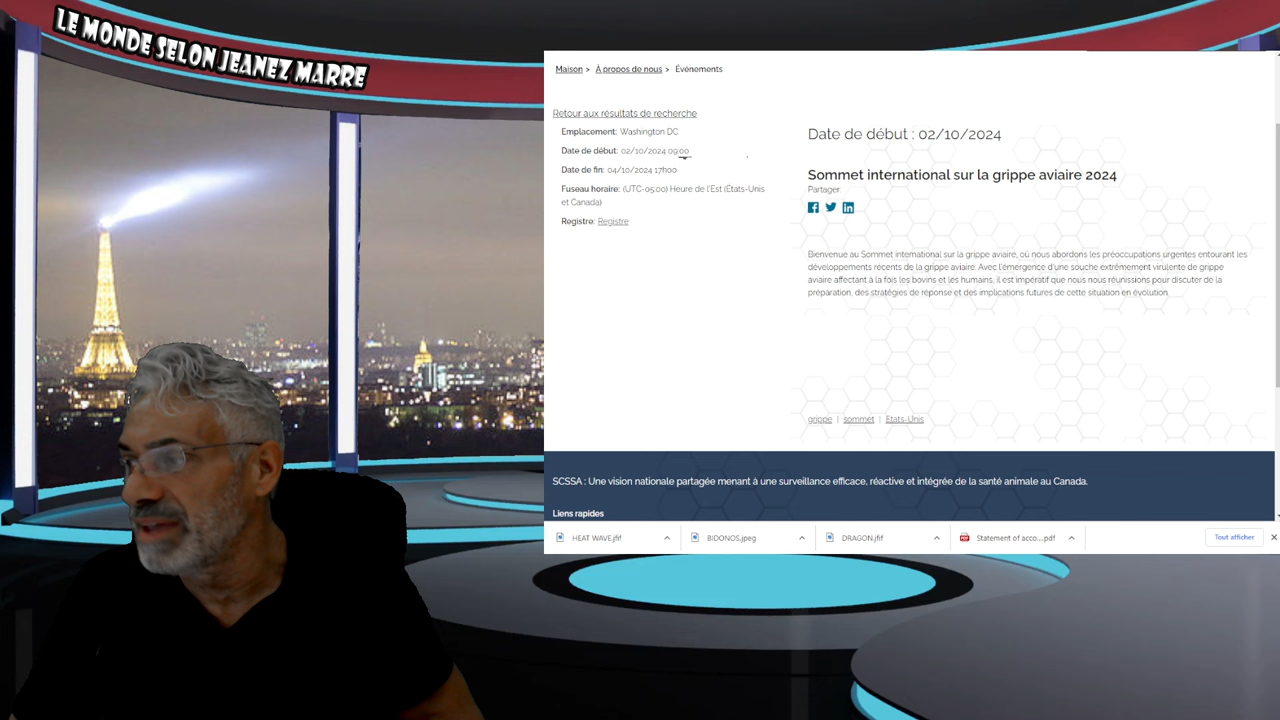 LE MONDE SELON JEANEZ MARRE
Maison > À propos de nous > Événements
Retour aux résultats de recherche
Emplacement: Washington DC
Date de début: 02/10/2024 09:00
Date de fin: 04/10/2024 17h00
Fuseau horaire: (UTC-05:00) Heure de l'Est (États-Unis
et Canada)
Registre: Registre
Date de début : 02/10/2024
Sommet international sur la grippe aviaire 2024
Partager:
Bienvenue au Sommet international sur la grippe aviaire, où nous abordons les préoccupations urgentes entourant les
développements récents de la grippe aviaire. Avec l'émergence d'une souche extrêmement virulente de grippe
aviaire affectant à la fois les bovins et les humains, il est impératif que nous nous réunissions pour discuter de la
préparation, des stratégies de réponse et des implications futures de cette situation en évolution.
grippe | sommet | États-Unis
SCSSA : Une vision nationale partagée menant à une surveillance efficace, réactive et intégrée de la santé animale au Canada.
Liens rapides
HEAT WAVE.jfif
BIDONOS.jpeg
DRAGON.jfif
Statement of acco....pdf
Tout afficher